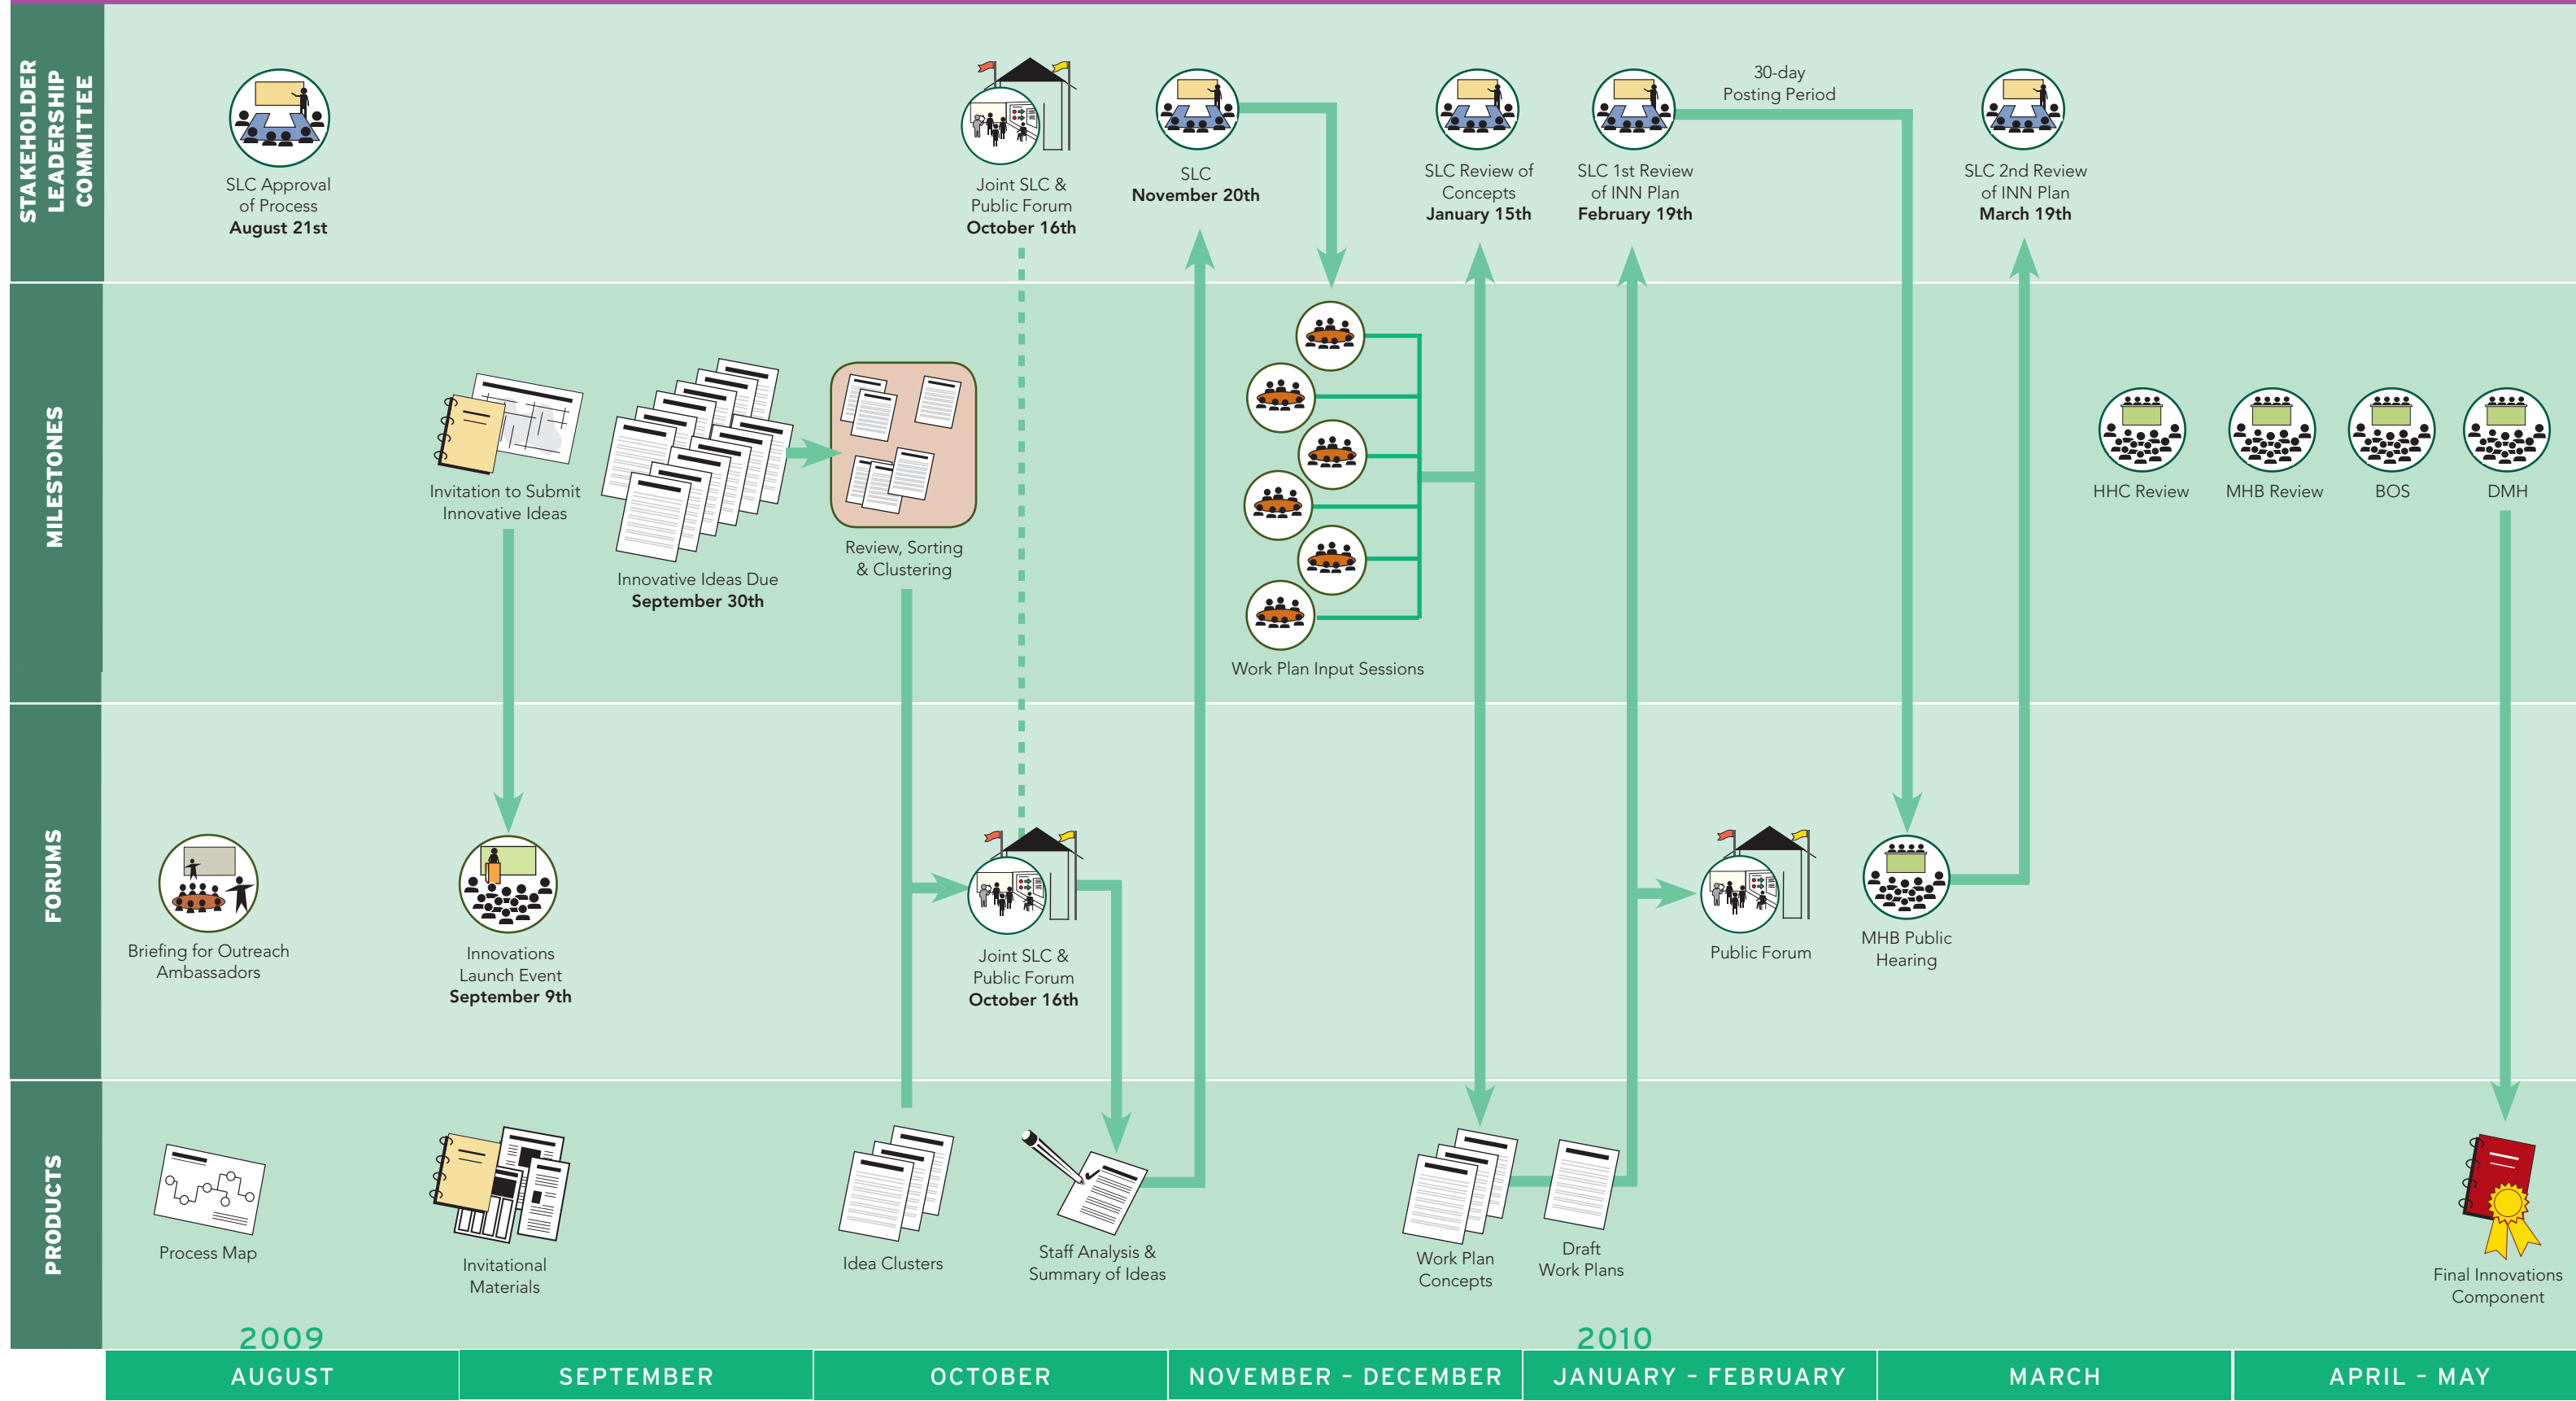 STAKEHOLDER
LEADERSHIP
COMMITTEE
SLC Approval
of Process
August 21st
Joint SLC &
Public Forum
October 16th
SLC
November 20th
SLC Review of
Concepts
January 15th
SLC 1st Review
of INN Plan
February 19th
30-day
Posting Period
SLC 2nd Review
of INN Plan
March 19th
MILESTONES
Invitation to Submit
Innovative Ideas
Innovative Ideas Due
September 30th
Review, Sorting
& Clustering
Work Plan Input Sessions
HHC Review
MHB Review
BOS
DMH
FORUMS
Briefing for Outreach
Ambassadors
Innovations
Launch Event
September 9th
Joint SLC &
Public Forum
October 16th
Public Forum
MHB Public
Hearing
PRODUCTS
Process Map
Invitational
Materials
Idea Clusters
Staff Analysis &
Summary of Ideas
Work Plan
Concepts
Draft
Work Plans
Final Innovations
Component
2009
2010
AUGUST
SEPTEMBER
OCTOBER
NOVEMBER – DECEMBER
JANUARY – FEBRUARY
MARCH
APRIL – MAY